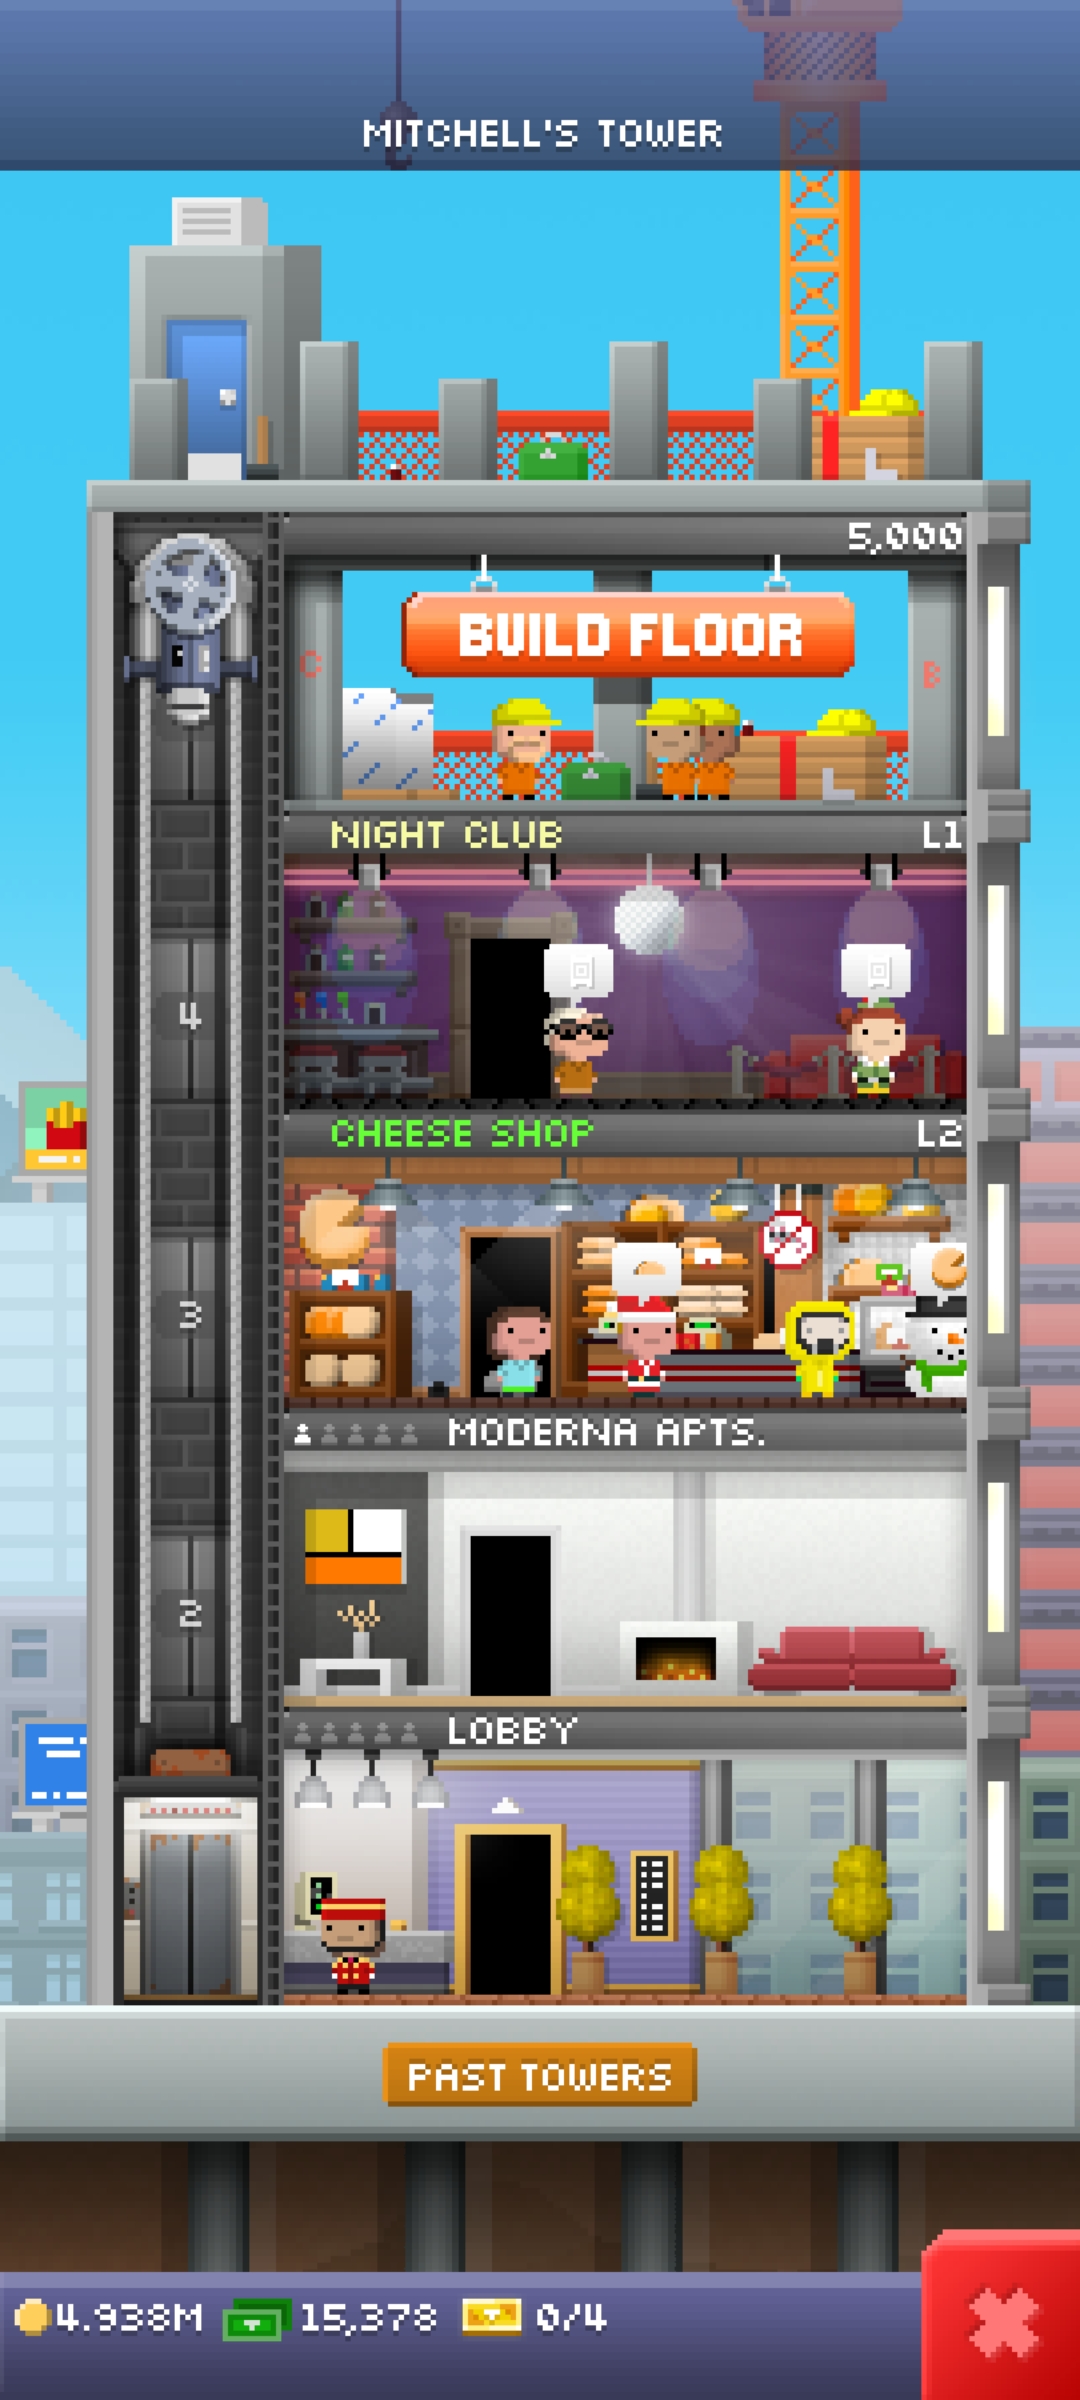 MITCHELL'S TOWER
5,000
BUILD FLOOR
C
B
NIGHT CLUB L1
4
CHEESE SHOP L2
3
MODERNA APTS.
2
LOBBY
PAST TOWERS
4.938M 15,378 0/4